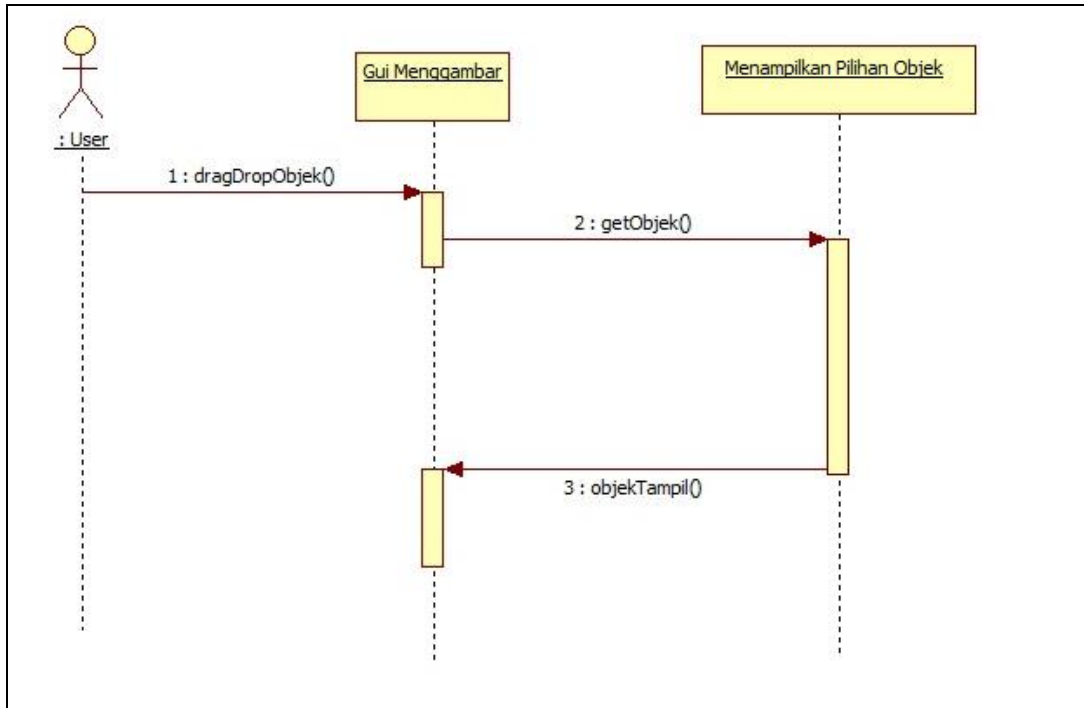 Gui Menggambar
Menampilkan Pilihan Objek
: User
1 : dragDropObjek()
2 : getObjek()
3 : objekTampil()